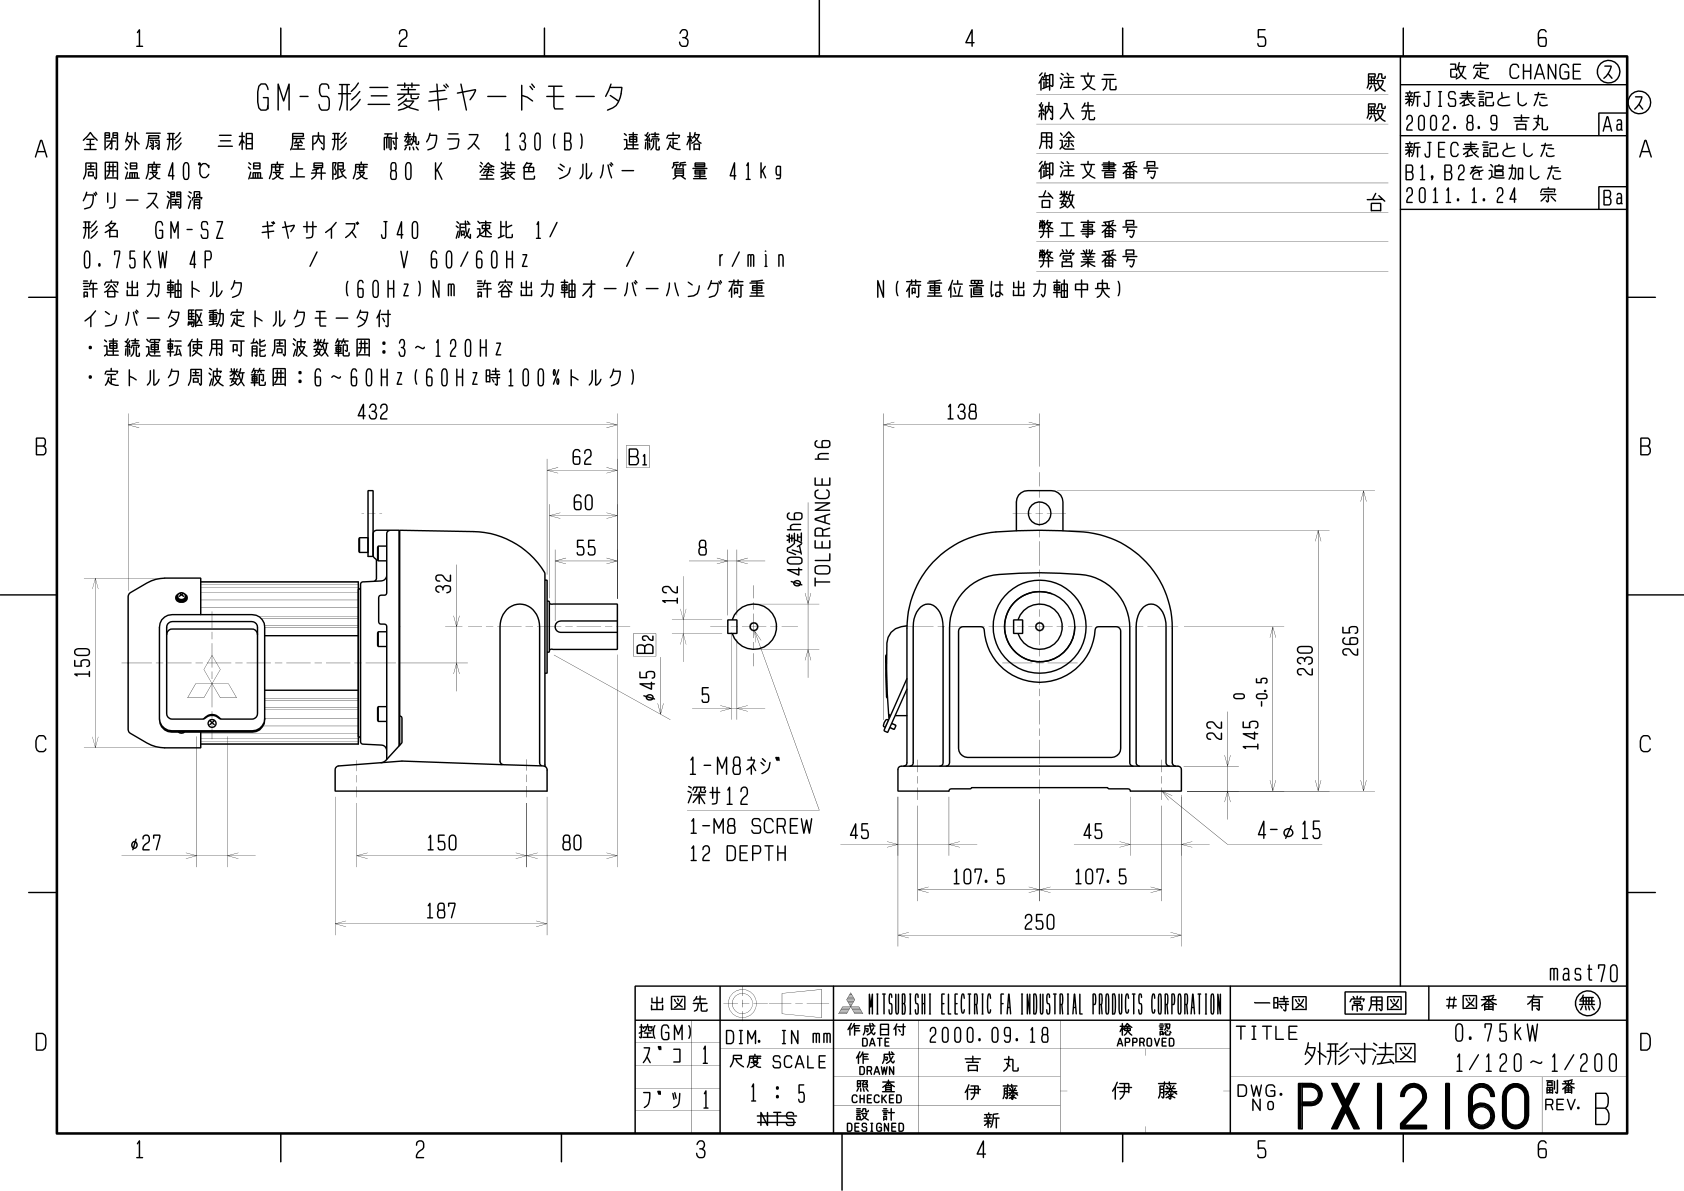 1 2 3 4 5 6
A A
B B
C C
D D
GM-S形三菱ギヤードモータ
全閉外扇形 三相 屋内形 耐熱クラス 130(B) 連続定格
周囲温度40℃ 温度上昇限度 80 K 塗装色 シルバー 質量 41kg
グリース潤滑
形名 GM-SZ ギヤサイズ J40 減速比 1/
0.75KW 4P / V 60/60Hz / r/min
許容出力軸トルク (60Hz)Nm 許容出力軸オーバーハング荷重 N(荷重位置は出力軸中央)
インバータ駆動定トルクモータ付
・連続運転使用可能周波数範囲：3～120Hz
・定トルク周波数範囲：6～60Hz(60Hz時100%トルク)
御注文元 殿
納入先 殿
用途
御注文書番号
台数 台
弊工事番号
弊営業番号
改定 CHANGE ス
ス
新JIS表記とした
2002.8.9 吉丸 Aa
新JEC表記とした
B1,B2を追加した
2011.1.24 宗 Ba
432
62 B1
60
55
32
150
B2
φ45
φ27
150 80
187
8
12
5
φ40公差h6
TOLERANCE h6
1-M8ネジ
深サ12
1-M8 SCREW
12 DEPTH
138
265
230
145 0 -0.5
22
45 45
4-φ15
107.5 107.5
250
mast70
出図先
控(GM)
スﾞコ 1
フﾞツ 1
DIM. IN mm
尺度 SCALE
1 : 5
NTS
MITSUBISHI ELECTRIC FA INDUSTRIAL PRODUCTS CORPORATION
作成日付 DATE 2000.09.18
作成 DRAWN 吉丸
照査 CHECKED 伊藤
設計 DESIGNED 新
検認 APPROVED
伊藤
一時図 常用図 #図番 有 無
TITLE 外形寸法図
0.75kW
1/120～1/200
DWG. No PX12160
副番 REV. B
1 2 3 4 5 6